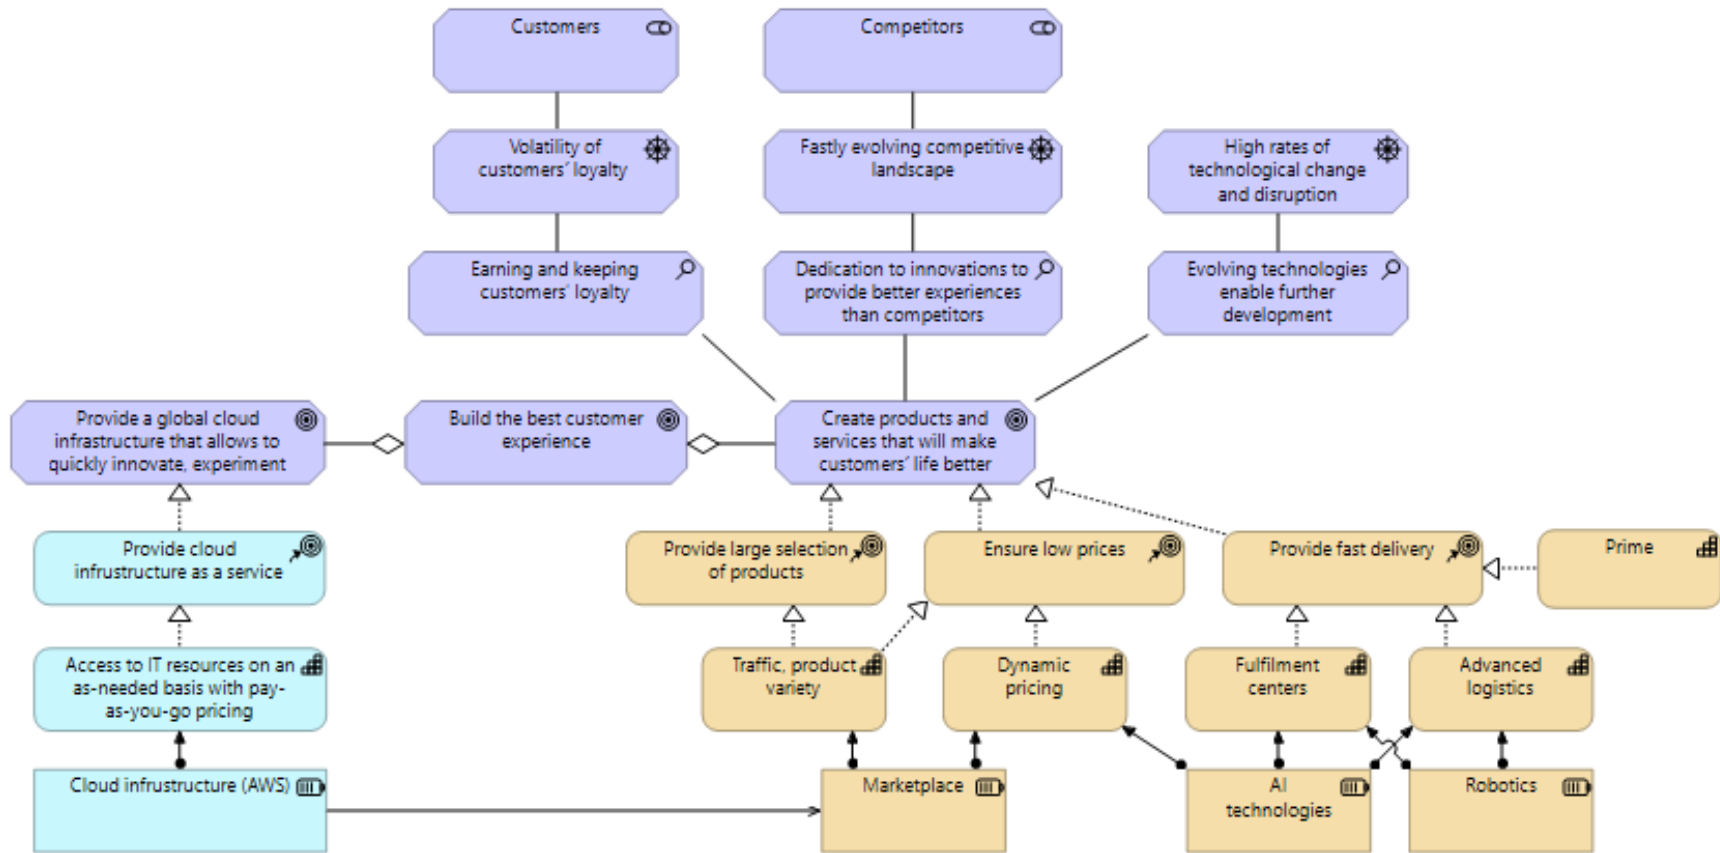 Customers
Competitors
Volatility of
customers´ loyalty
Fastly evolving competitive
landscape
High rates of
technological change
and disruption
Earning and keeping
customers´ loyalty
Dedication to innovations to
provide better experiences
than competitors
Evolving technologies
enable further
development
Provide a global cloud
infrastructure that allows to
quickly innovate, experiment
Build the best customer
experience
Create products and
services that will make
customers´ life better
Provide cloud
infrustructure as a service
Provide large selection
of products
Ensure low prices
Provide fast delivery
Prime
Access to IT resources on an
as-needed basis with pay-
as-you-go pricing
Traffic, product
variety
Dynamic
pricing
Fulfilment
centers
Advanced
logistics
Cloud infrustructure (AWS)
Marketplace
AI
technologies
Robotics